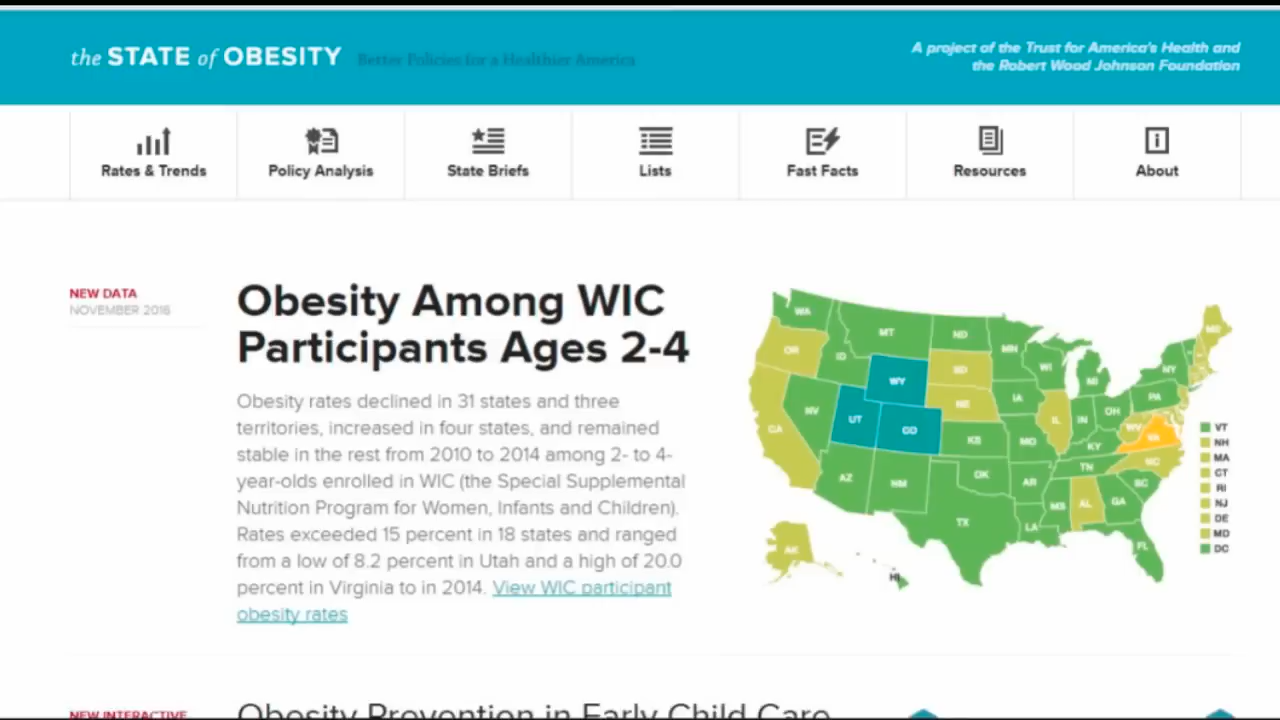 the STATE of OBESITY
Better Policies for a Healthier America
A project of the Trust for America's Health and
the Robert Wood Johnson Foundation
Rates & Trends
Policy Analysis
State Briefs
Lists
Fast Facts
Resources
About
NEW DATA
NOVEMBER 2016
Obesity Among WIC
Participants Ages 2-4
Obesity rates declined in 31 states and three
territories, increased in four states, and remained
stable in the rest from 2010 to 2014 among 2- to 4-
year-olds enrolled in WIC (the Special Supplemental
Nutrition Program for Women, Infants and Children).
Rates exceeded 15 percent in 18 states and ranged
from a low of 8.2 percent in Utah and a high of 20.0
percent in Virginia to in 2014. View WIC participant
obesity rates
WA
MT
ND
MN
OR
ID
WY
SD
WI
MI
NY
ME
NV
UT
CO
NE
IA
IL
IN
OH
PA
CA
KS
MO
KY
WV
VA
AZ
NM
OK
AR
TN
NC
TX
LA
MS
AL
GA
SC
FL
AK
HI
VT
NH
MA
CT
RI
NJ
DE
MD
DC
NEW INTERACTIVE
Obesity Prevention in Early Child Care